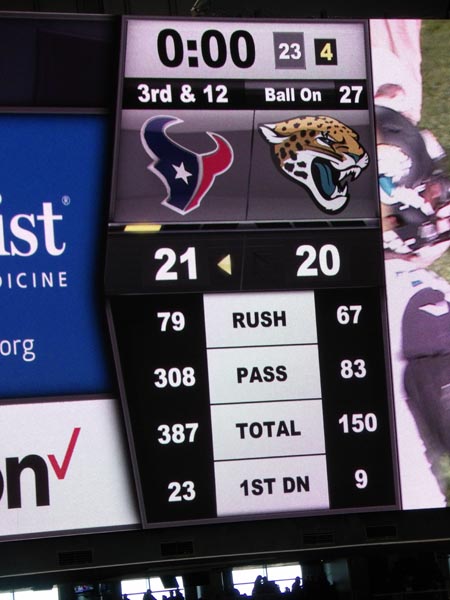 0:00 23 4
3rd & 12 Ball On 27
21 20
79 RUSH 67
308 PASS 83
387 TOTAL 150
23 1ST DN 9
ist®
DICINE
org
on